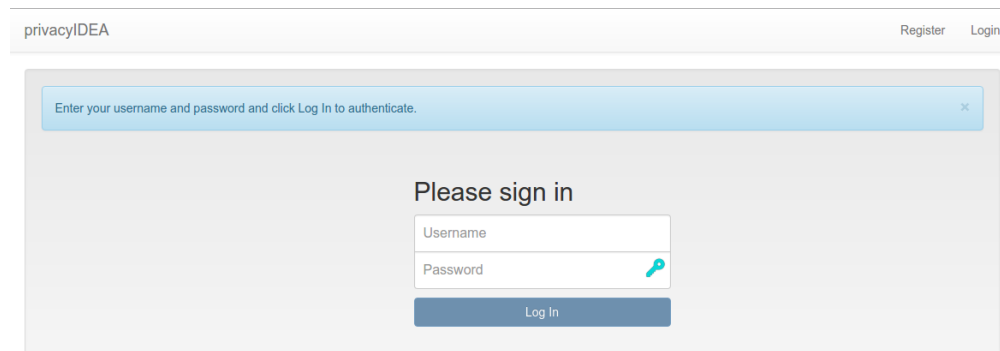 privacyIDEA Register Login
Enter your username and password and click Log In to authenticate. ×
Please sign in
Username
Password
Log In